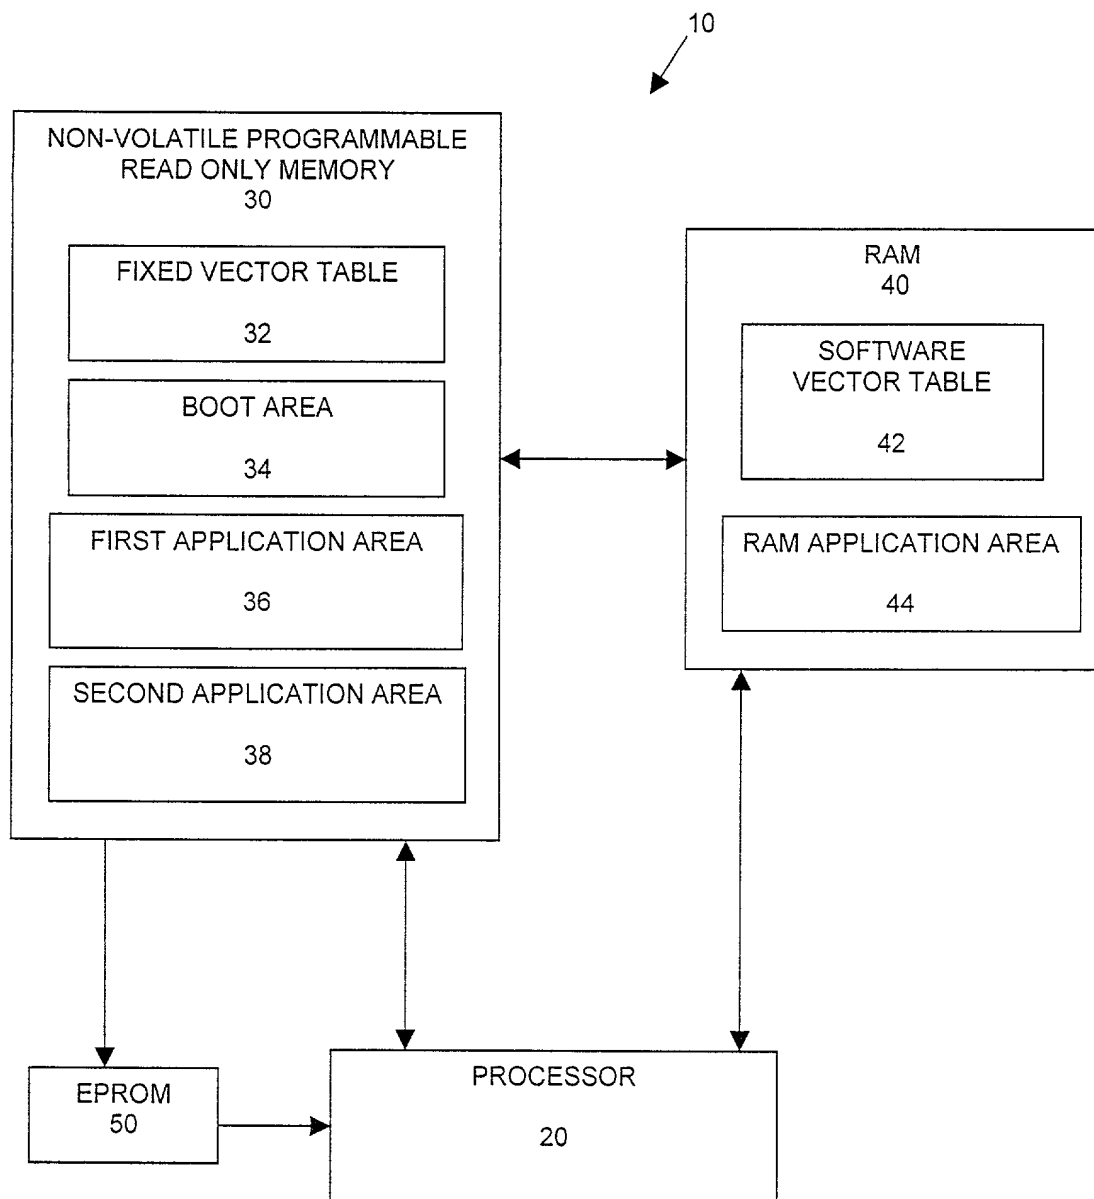 10
NON-VOLATILE PROGRAMMABLE
READ ONLY MEMORY
30
FIXED VECTOR TABLE
32
BOOT AREA
34
FIRST APPLICATION AREA
36
SECOND APPLICATION AREA
38
RAM
40
SOFTWARE
VECTOR TABLE
42
RAM APPLICATION AREA
44
EPROM
50
PROCESSOR
20